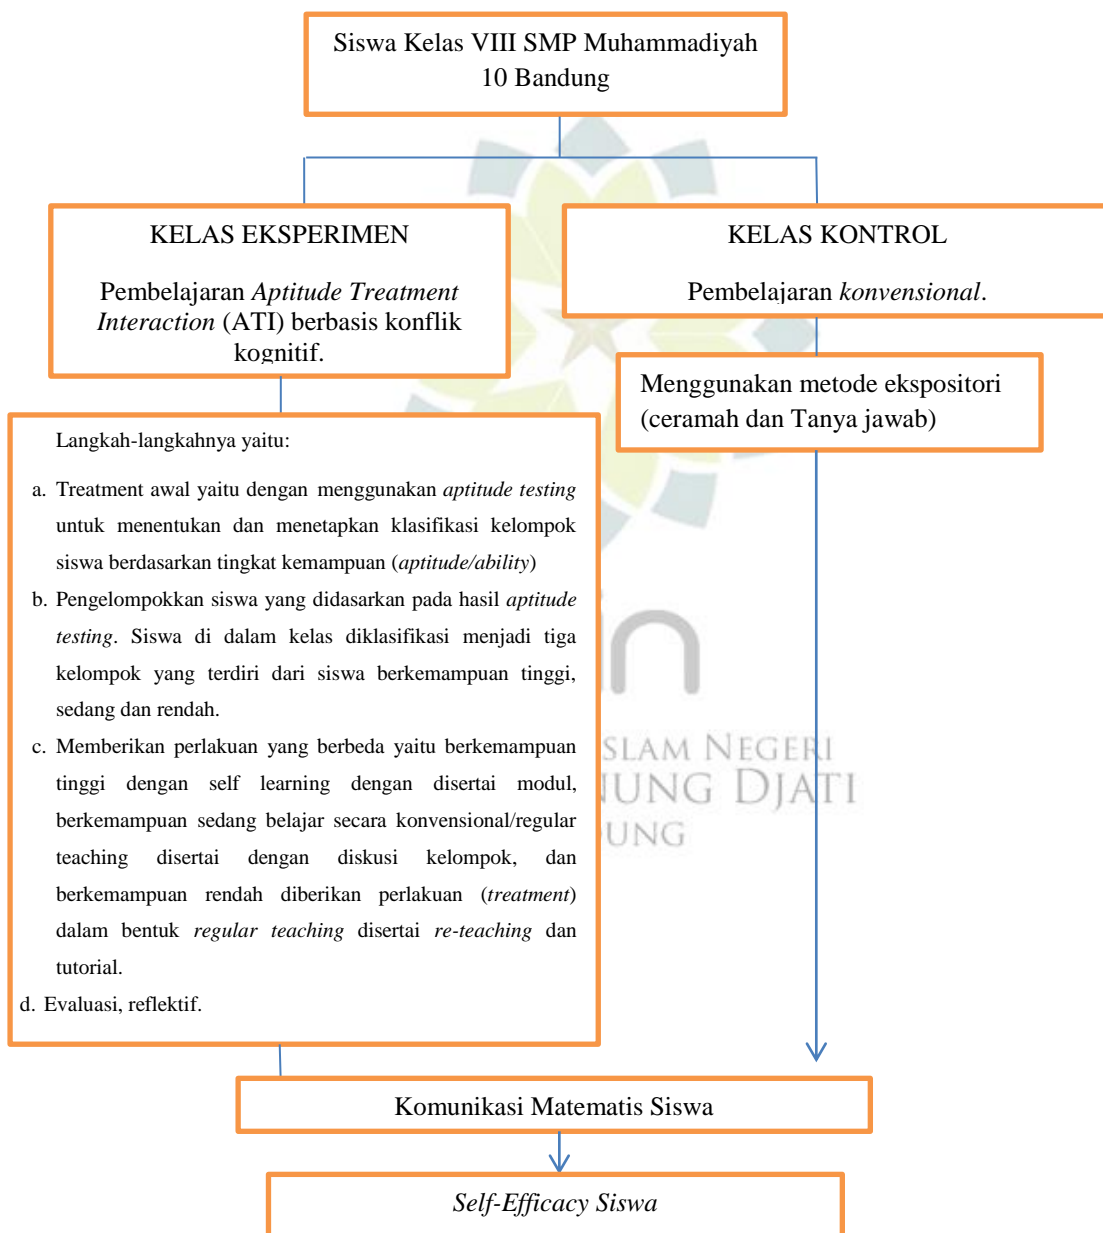 Siswa Kelas VIII SMP Muhammadiyah
10 Bandung
KELAS EKSPERIMEN
Pembelajaran Aptitude Treatment
Interaction (ATI) berbasis konflik
kognitif.
KELAS KONTROL
Pembelajaran konvensional.
Menggunakan metode ekspositori
(ceramah dan Tanya jawab)
Langkah-langkahnya yaitu:
a. Treatment awal yaitu dengan menggunakan aptitude testing
untuk menentukan dan menetapkan klasifikasi kelompok
siswa berdasarkan tingkat kemampuan (aptitude/ability)
b. Pengelompokkan siswa yang didasarkan pada hasil aptitude
testing. Siswa di dalam kelas diklasifikasi menjadi tiga
kelompok yang terdiri dari siswa berkemampuan tinggi,
sedang dan rendah.
c. Memberikan perlakuan yang berbeda yaitu berkemampuan
tinggi dengan self learning dengan disertai modul,
berkemampuan sedang belajar secara konvensional/regular
teaching disertai dengan diskusi kelompok, dan
berkemampuan rendah diberikan perlakuan (treatment)
dalam bentuk regular teaching disertai re-teaching dan
tutorial.
d. Evaluasi, reflektif.
in
SLAM NEGERI
NUNG DJATI
UNG
Komunikasi Matematis Siswa
Self-Efficacy Siswa